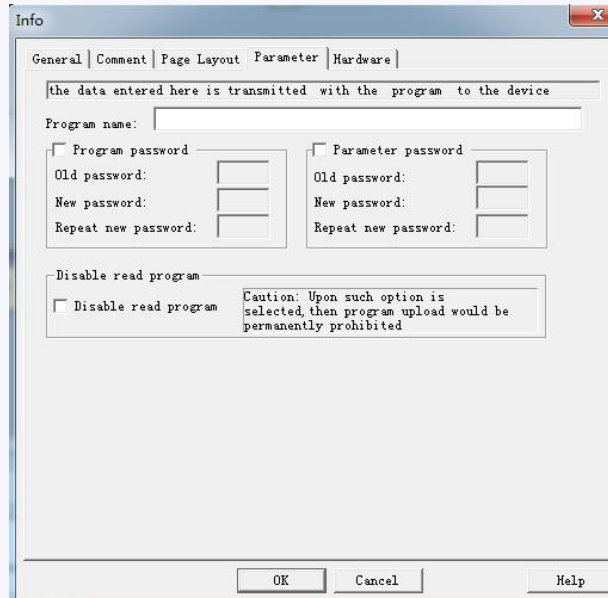 Info
General Comment Page Layout Parameter Hardware
the data entered here is transmitted with the program to the device
Program name:
Program password
Old password:
New password:
Repeat new password:
Parameter password
Old password:
New password:
Repeat new password:
Disable read program
Disable read program
Caution: Upon such option is
selected, then program upload would be
permanently prohibited
OK Cancel Help